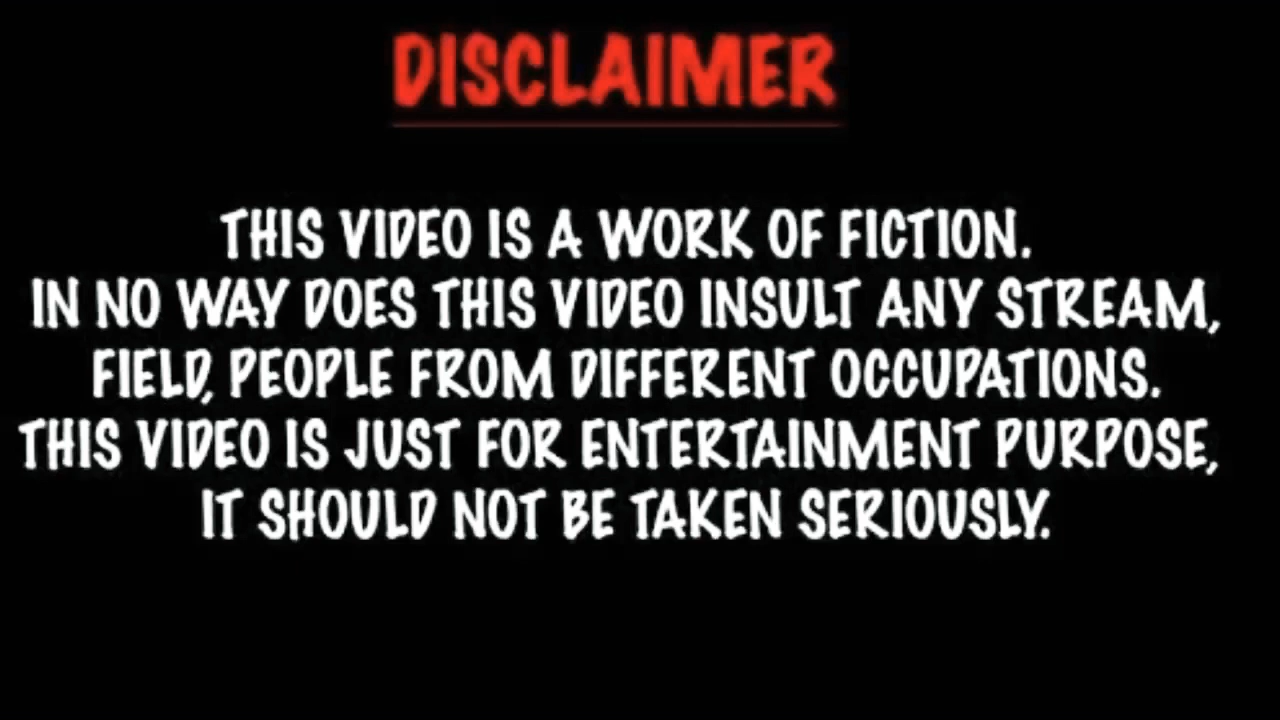 DISCLAIMER
THIS VIDEO IS A WORK OF FICTION.
IN NO WAY DOES THIS VIDEO INSULT ANY STREAM,
FIELD, PEOPLE FROM DIFFERENT OCCUPATIONS.
THIS VIDEO IS JUST FOR ENTERTAINMENT PURPOSE,
IT SHOULD NOT BE TAKEN SERIOUSLY.